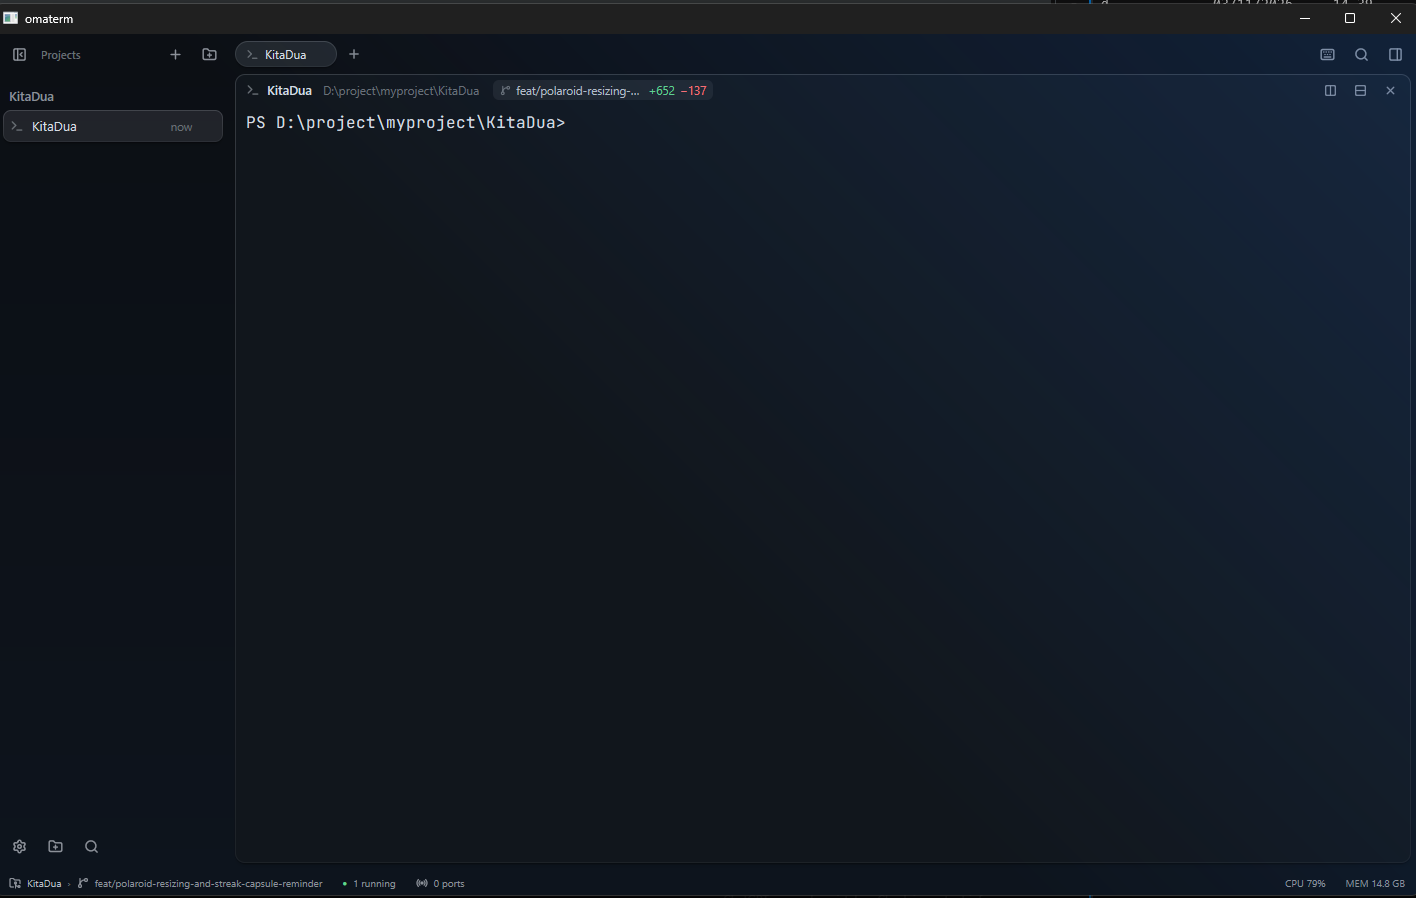 omaterm
Projects
KitaDua
KitaDua now
KitaDua
KitaDua D:\project\myproject\KitaDua feat/polaroid-resizing-... +652 −137
PS D:\project\myproject\KitaDua>
KitaDua › feat/polaroid-resizing-and-streak-capsule-reminder • 1 running 0 ports CPU 79% MEM 14.8 GB